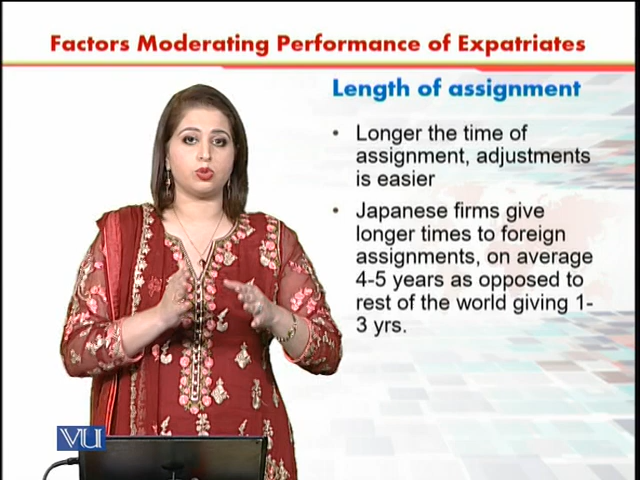 Factors Moderating Performance of Expatriates
Length of assignment
• Longer the time of
assignment, adjustments
is easier
• Japanese firms give
longer times to foreign
assignments, on average
4-5 years as opposed to
rest of the world giving 1-
3 yrs.
VU